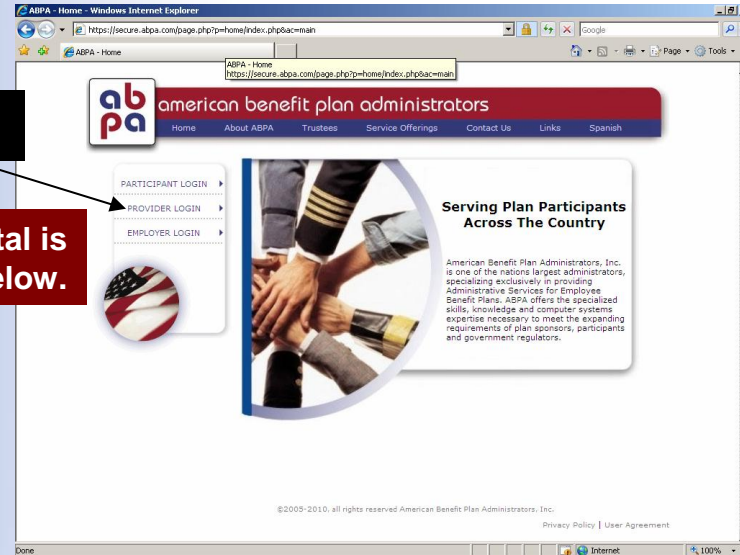 ABPA - Home - Windows Internet Explorer
https://secure.abpa.com/page.php?p=home/index.php&ac=main
Google
ABPA - Home
Page
Tools
ABPA - Home
https://secure.abpa.com/page.php?p=home/index.php&ac=main
ab
pa
american benefit plan administrators
Home About ABPA Trustees Service Offerings Contact Us Links Spanish
PARTICIPANT LOGIN
PROVIDER LOGIN
EMPLOYER LOGIN
tal is
elow.
Serving Plan Participants
Across The Country
American Benefit Plan Administrators, Inc.
is one of the nations largest administrators,
specializing exclusively in providing
Administrative Services for Employee
Benefit Plans. ABPA offers the specialized
skills, knowledge and computer systems
expertise necessary to meet the expanding
requirements of plan sponsors, participants
and government regulators.
©2005-2010, all rights reserved American Benefit Plan Administrators, Inc.
Privacy Policy | User Agreement
Done
Internet
100%